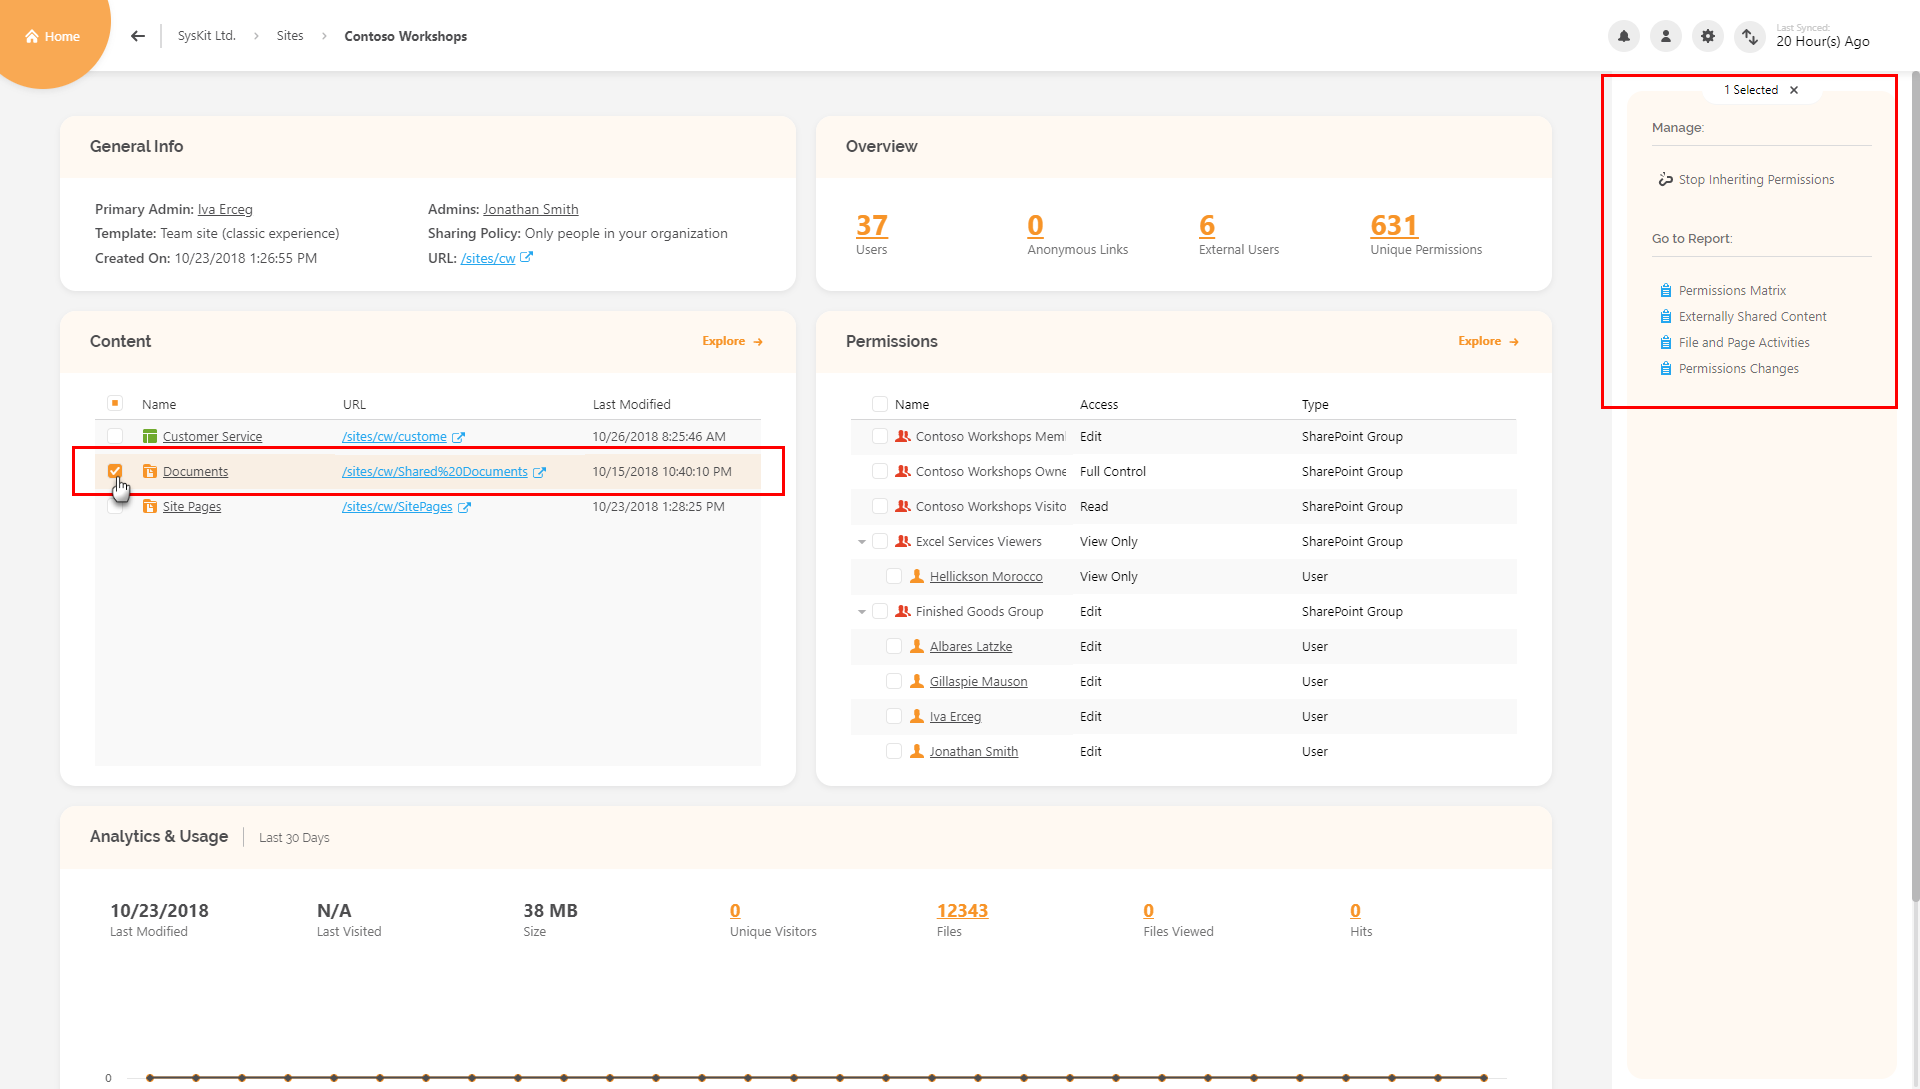 Home
SysKit Ltd. > Sites > Contoso Workshops
Last Synced:
20 Hour(s) Ago
General Info
Primary Admin: Iva Erceg
Template: Team site (classic experience)
Created On: 10/23/2018 1:26:55 PM
Admins: Jonathan Smith
Sharing Policy: Only people in your organization
URL: /sites/cw
Overview
37
Users
0
Anonymous Links
6
External Users
631
Unique Permissions
1 Selected
Manage:
Stop Inheriting Permissions
Go to Report:
Permissions Matrix
Externally Shared Content
File and Page Activities
Permissions Changes
Content
Explore
Name URL Last Modified
Customer Service /sites/cw/custome 10/26/2018 8:25:46 AM
Documents /sites/cw/Shared%20Documents 10/15/2018 10:40:10 PM
Site Pages /sites/cw/SitePages 10/23/2018 1:28:25 PM
Permissions
Explore
Name Access Type
Contoso Workshops Mem Edit SharePoint Group
Contoso Workshops Owne Full Control SharePoint Group
Contoso Workshops Visito Read SharePoint Group
Excel Services Viewers View Only SharePoint Group
Hellickson Morocco View Only User
Finished Goods Group Edit SharePoint Group
Albares Latzke Edit User
Gillaspie Mauson Edit User
Iva Erceg Edit User
Jonathan Smith Edit User
Analytics & Usage | Last 30 Days
10/23/2018
Last Modified
N/A
Last Visited
38 MB
Size
0
Unique Visitors
12343
Files
0
Files Viewed
0
Hits
0